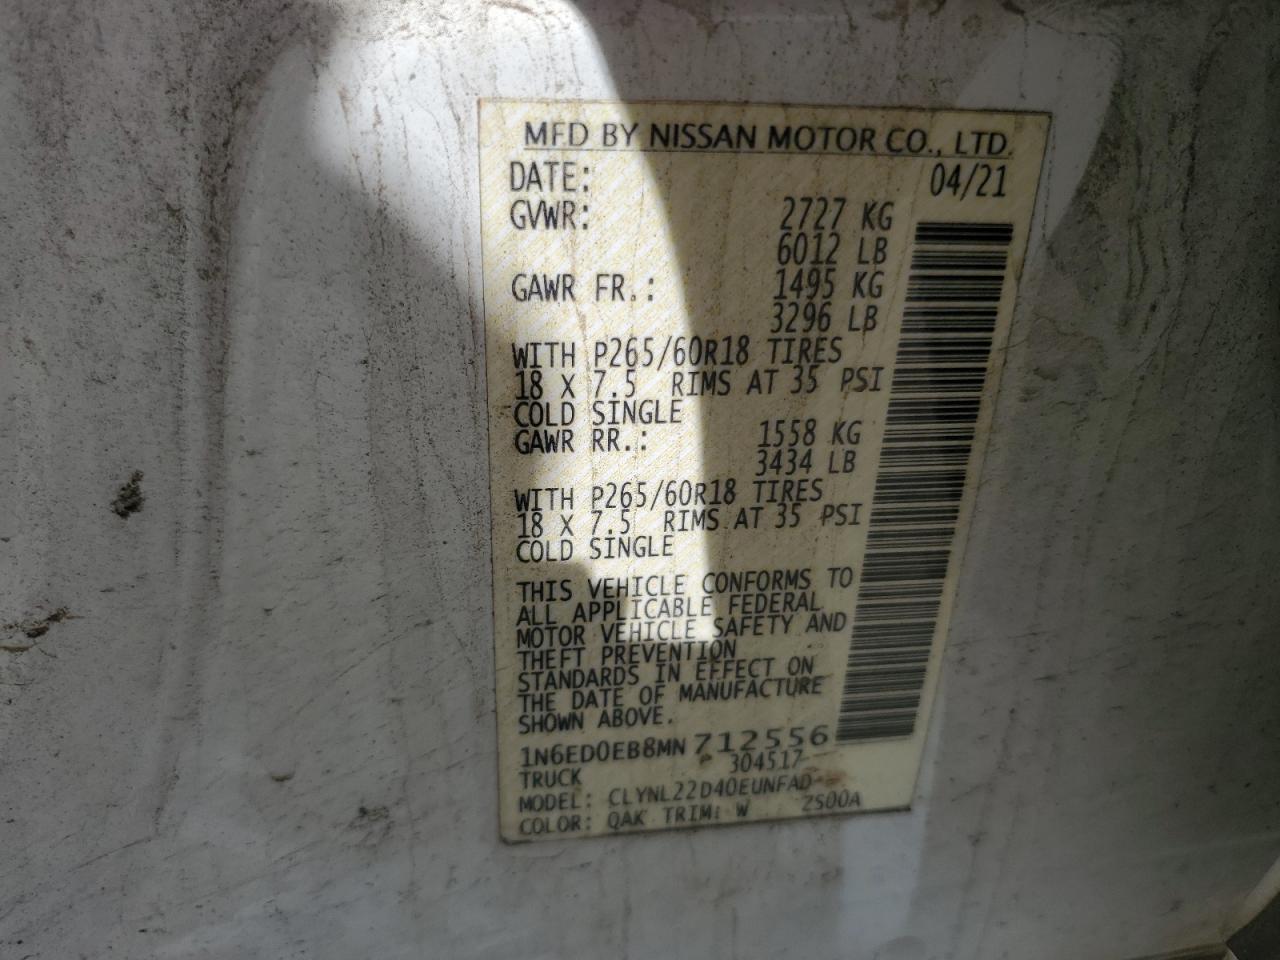 MFD BY NISSAN MOTOR CO., LTD.
DATE: 04/21
GVWR: 2727 KG
6012 LB
GAWR FR.: 1495 KG
3296 LB
WITH P265/60R18 TIRES
18 X 7.5 RIMS AT 35 PSI
COLD SINGLE
GAWR RR.: 1558 KG
3434 LB
WITH P265/60R18 TIRES
18 X 7.5 RIMS AT 35 PSI
COLD SINGLE
THIS VEHICLE CONFORMS TO
ALL APPLICABLE FEDERAL
MOTOR VEHICLE SAFETY AND
THEFT PREVENTION
STANDARDS IN EFFECT ON
THE DATE OF MANUFACTURE
SHOWN ABOVE.
1N6ED0EB8MN712556
TRUCK 304517
MODEL: CLYNL22D40EUNFAD-
COLOR: QAK TRIM: W 2S00A